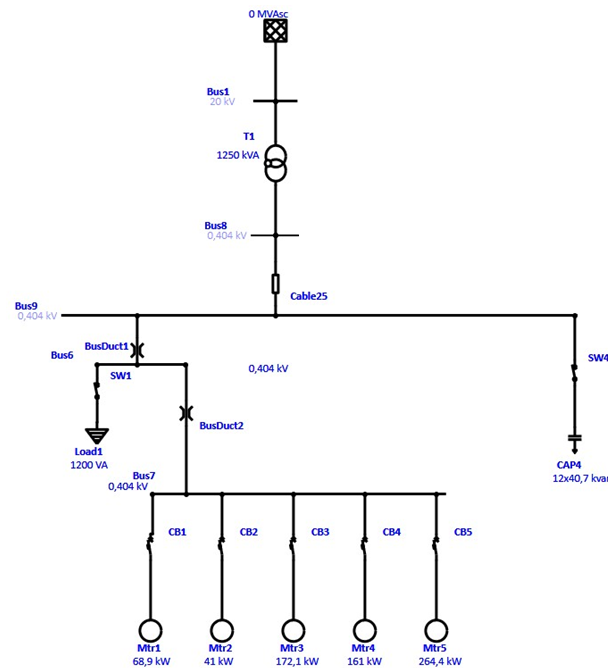 0 MVAsc
Bus1
20 kV
T1
1250 kVA
Bus8
0,404 kV
Cable25
Bus9
0,404 kV
BusDuct1
Bus6
SW1
0,404 kV
SW4
BusDuct2
Load1
1200 VA
CAP4
12x40,7 kvar
Bus7
0,404 kV
CB1 CB2 CB3 CB4 CB5
Mtr1 Mtr2 Mtr3 Mtr4 Mtr5
68,9 kW 41 kW 172,1 kW 161 kW 264,4 kW